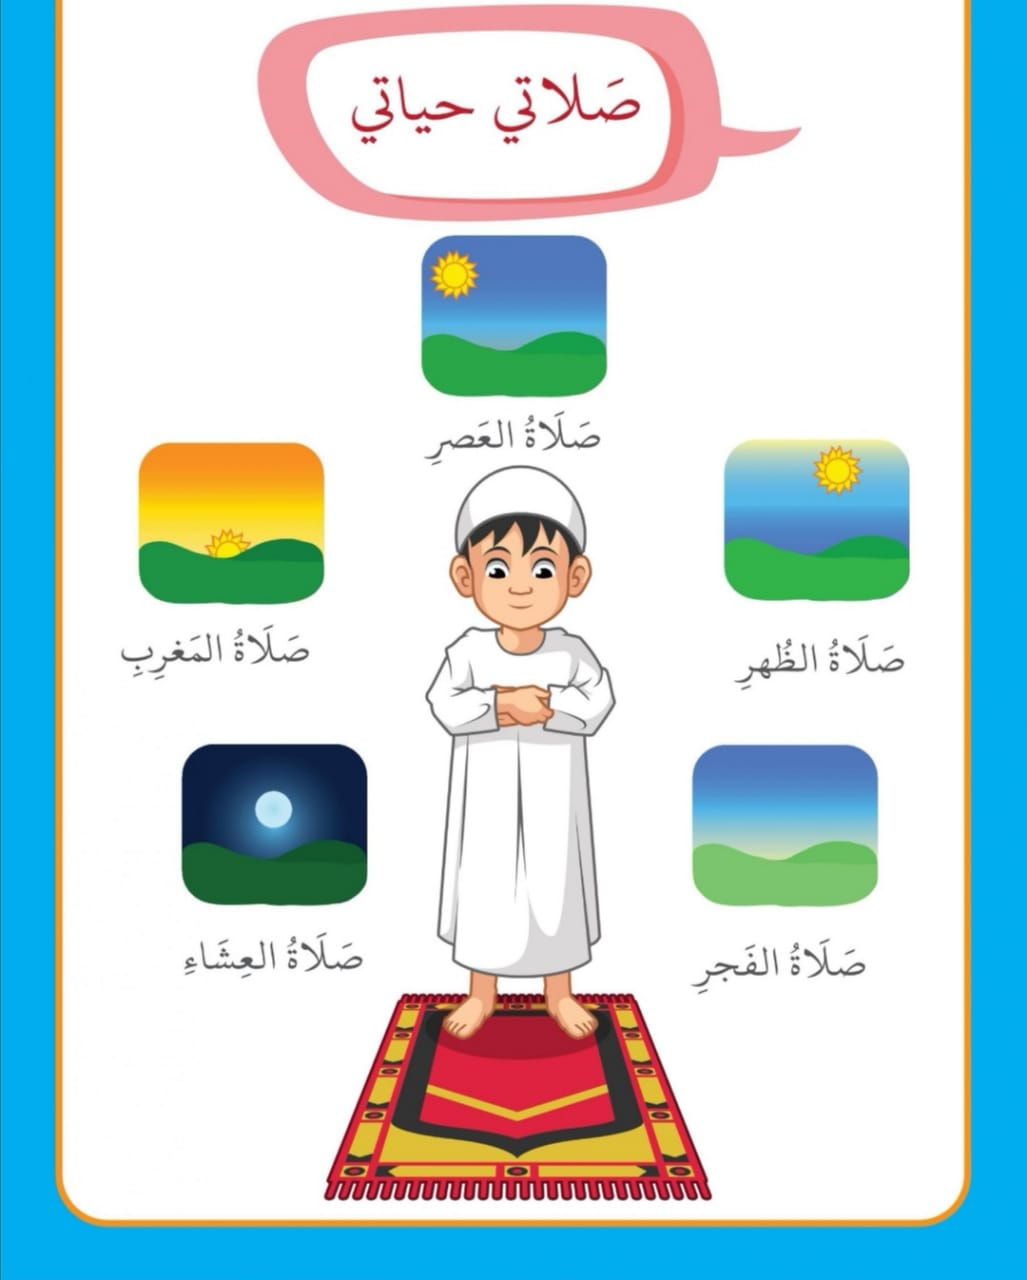 صَلاتي حياتي
صَلَاةُ العَصرِ
صَلَاةُ الظُهرِ
صَلَاةُ المَغرِبِ
صَلَاةُ الفَجرِ
صَلَاةُ العِشَاءِ